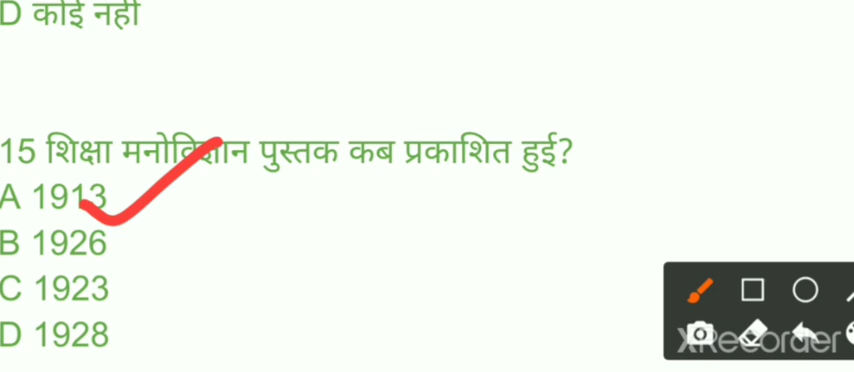 D कोई नही
15 शिक्षा मनोविज्ञान पुस्तक कब प्रकाशित हुई?
A 1913
B 1926
C 1923
D 1928
XRecorder